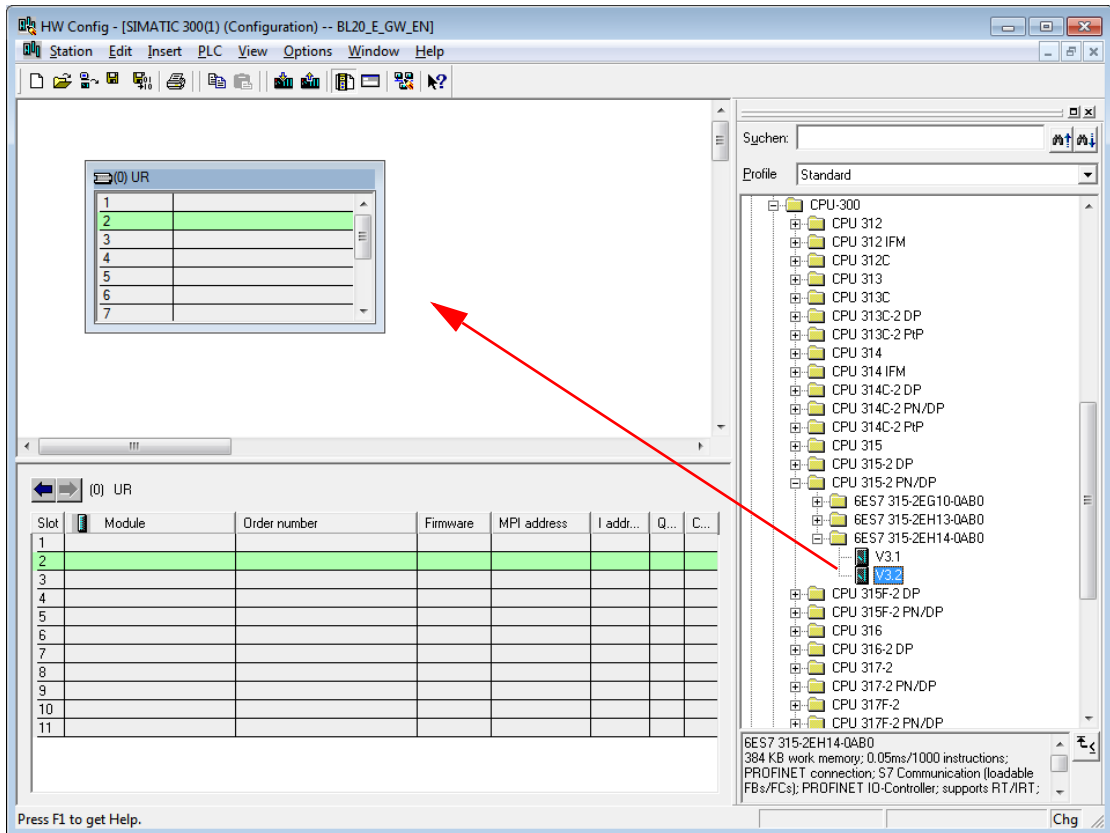 HW Config - [SIMATIC 300(1) (Configuration) -- BL20_E_GW_EN]
Station Edit Insert PLC View Options Window Help
(0) UR
1
2
3
4
5
6
7
Suchen:
Profile Standard
CPU-300
CPU 312
CPU 312 IFM
CPU 312C
CPU 313
CPU 313C
CPU 313C-2 DP
CPU 313C-2 PtP
CPU 314
CPU 314 IFM
CPU 314C-2 DP
CPU 314C-2 PN/DP
CPU 314C-2 PtP
CPU 315
CPU 315-2 DP
CPU 315-2 PN/DP
6ES7 315-2EG10-0AB0
6ES7 315-2EH13-0AB0
6ES7 315-2EH14-0AB0
V3.1
V3.2
CPU 315F-2 DP
CPU 315F-2 PN/DP
CPU 316
CPU 316-2 DP
CPU 317-2
CPU 317-2 PN/DP
CPU 317F-2
CPU 317F-2 PN/DP
(0) UR
Slot Module Order number Firmware MPI address I addr... Q... C...
1
2
3
4
5
6
7
8
9
10
11
6ES7 315-2EH14-0AB0
384 KB work memory; 0.05ms/1000 instructions;
PROFINET connection; S7 Communication (loadable
FBs/FCs); PROFINET IO-Controller; supports RT/IRT;
Press F1 to get Help.
Chg